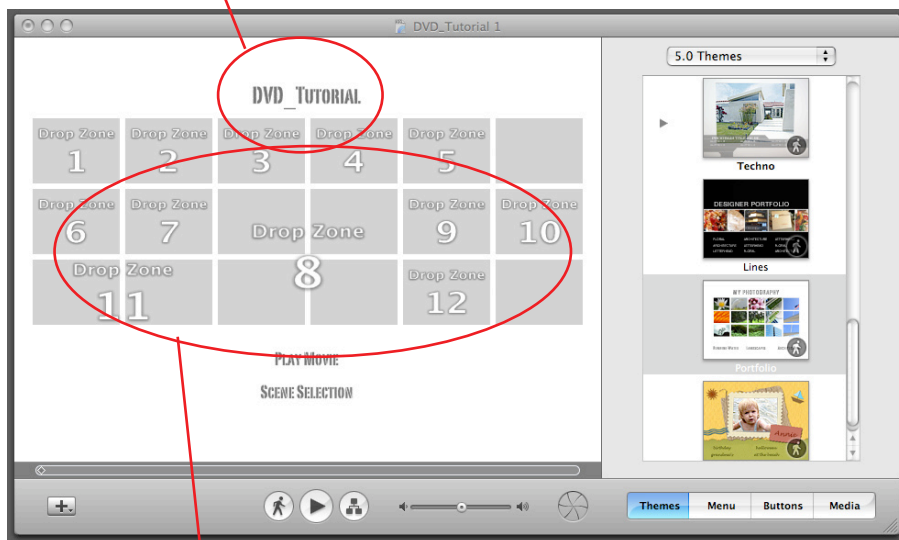 DVD_Tutorial 1
DVD_TUTORIAL
Drop Zone 1
Drop Zone 2
Drop Zone 3
Drop Zone 4
Drop Zone 5
Drop Zone 6
Drop Zone 7
Drop Zone 8
Drop Zone 9
Drop Zone 10
Drop Zone 11
Drop Zone 12
PLAY MOVIE
SCENE SELECTION
5.0 Themes
Techno
DESIGNER PORTFOLIO
Lines
MY PHOTOGRAPHY
Portfolio
Annie
Themes
Menu
Buttons
Media